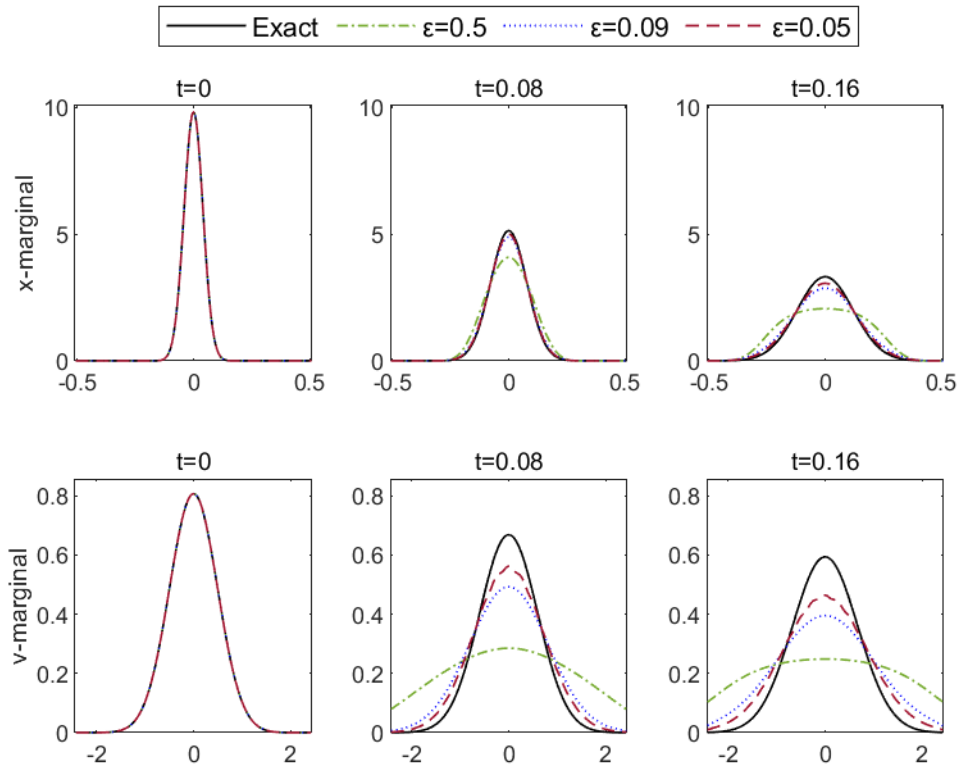 Exact ε=0.5 ε=0.09 ε=0.05
t=0 t=0.08 t=0.16
x-marginal
10 10 10
5 5 5
0 0 0
-0.5 0 0.5 -0.5 0 0.5 -0.5 0 0.5
t=0 t=0.08 t=0.16
v-marginal
0.8 0.8 0.8
0.6 0.6 0.6
0.4 0.4 0.4
0.2 0.2 0.2
0 0 0
-2 0 2 -2 0 2 -2 0 2